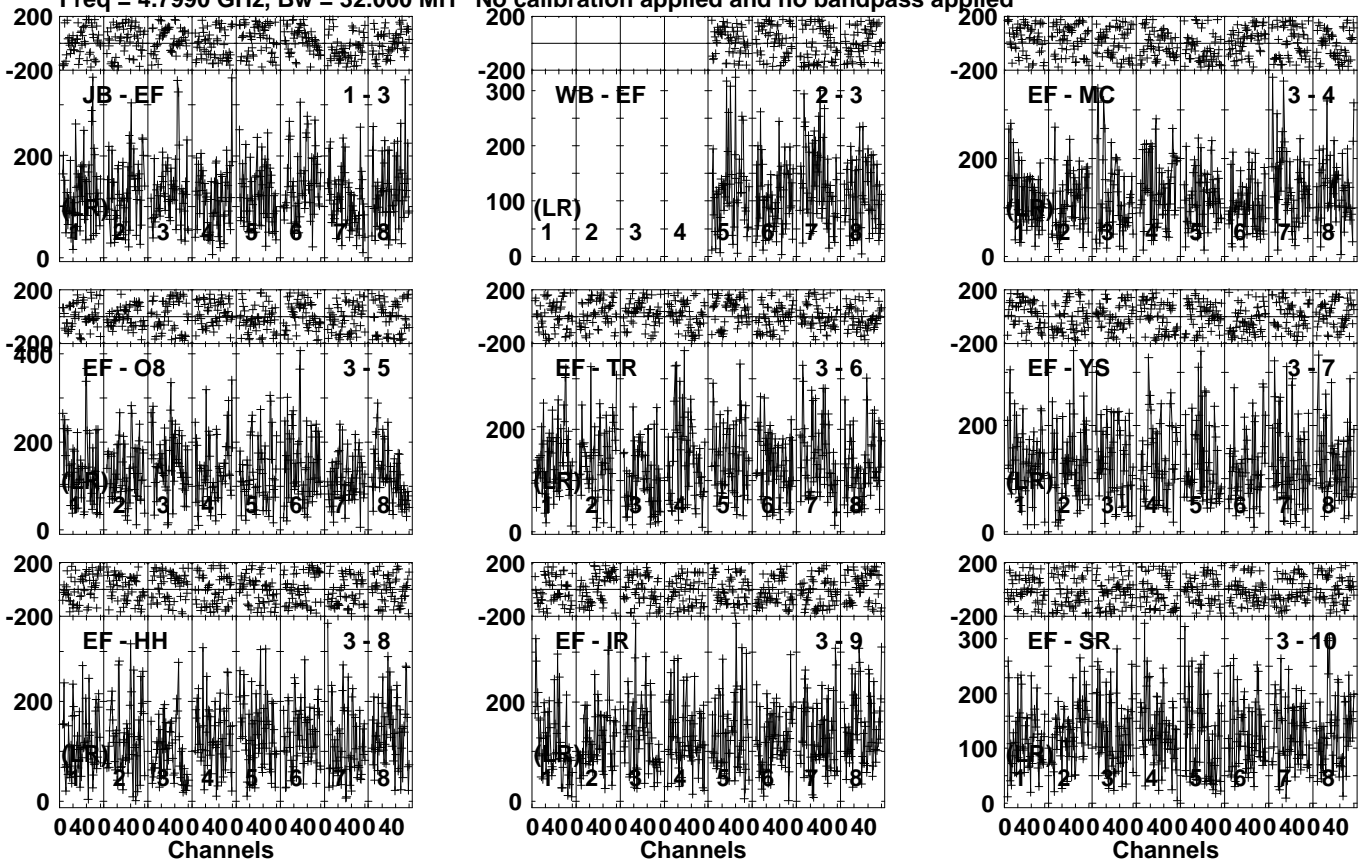 Freq = 4.7990 GHz, Bw = 32.000 MH No calibration applied and no bandpass applied
200 200 200
-200 -200 -200
JB - EF 1 - 3 300 WB - EF 2 - 3 EF - MC 3 - 4
200 200 200
100
(LR) (LR) (LR)
1 2 3 4 5 6 7 8 1 2 3 4 5 6 7 8 1 2 3 4 5 6 7 8
0 0 0
200 200 200
-200 -200 -200
400
EF - O8 3 - 5 EF - TR 3 - 6 EF - YS 3 - 7
200 200 200
(LR) (LR) (LR)
1 2 3 4 5 6 7 8 1 2 3 4 5 6 7 8 1 2 3 4 5 6 7 8
0 0 0
200 200 200
-200 -200 -200
EF - HH 3 - 8 EF - IR 3 - 9 300 EF - SR 3 - 10
200 200 200
100
(LR) (LR) (LR)
1 2 3 4 5 6 7 8 1 2 3 4 5 6 7 8 1 2 3 4 5 6 7 8
0 0 0
0 40 0 40 0 40 0 40 0 40 0 40 0 40 0 40 0 40 0 40 0 40 0 40 0 40 0 40 0 40 0 40 0 40 0 40 0 40 0 40 0 40 0 40 0 40 0 40
Channels Channels Channels